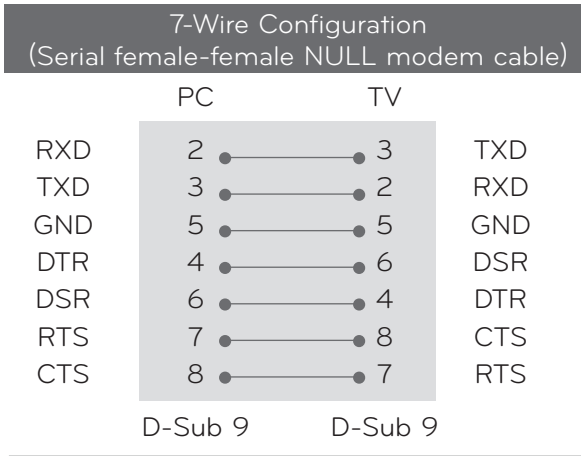 7-Wire Configuration
(Serial female-female NULL modem cable)
PC TV
RXD 2 3 TXD
TXD 3 2 RXD
GND 5 5 GND
DTR 4 6 DSR
DSR 6 4 DTR
RTS 7 8 CTS
CTS 8 7 RTS
D-Sub 9 D-Sub 9